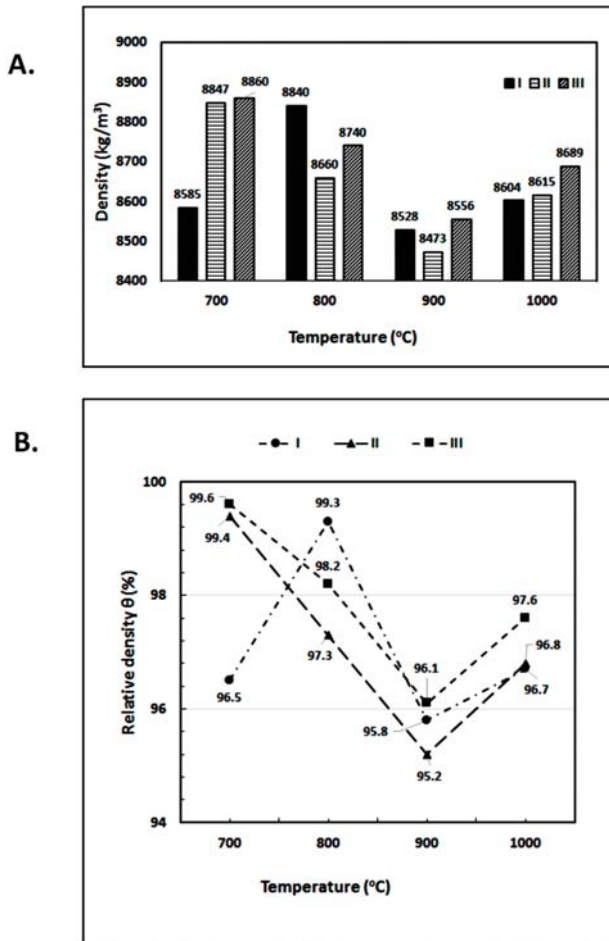 A.
Density (kg/m³)
9000
8900
8800
8700
8600
8500
8400
I II III
8585 8847 8860
8840 8660 8740
8528 8473 8556
8604 8615 8689
700 800 900 1000
Temperature (ºC)
B.
I II III
Relative density θ (%)
100
98
96
94
99.6
99.4
96.5
99.3
98.2
97.3
96.1
95.8
95.2
97.6
96.8
96.7
700 800 900 1000
Temperature (ºC)